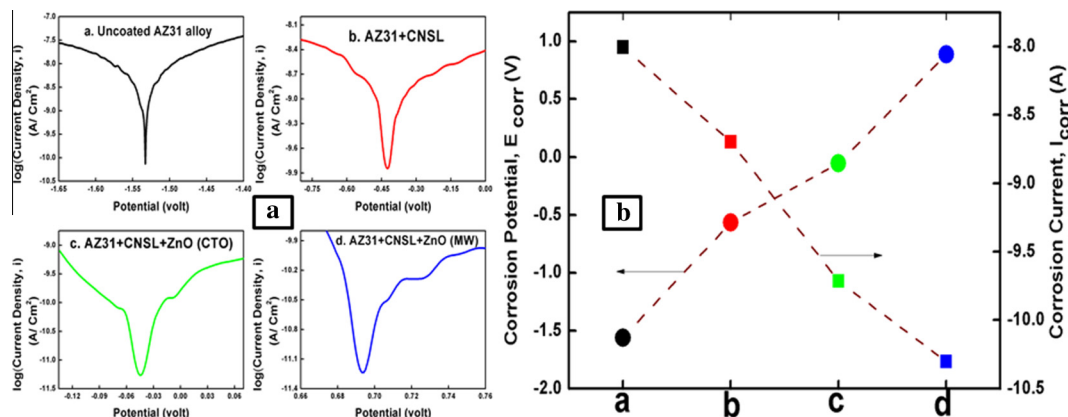 a. Uncoated AZ31 alloy
log(Current Density, i)
(A/ Cm²)
-7.0
-7.5
-8.0
-8.5
-9.0
-9.5
-10.0
-10.5
-1.65
-1.60
-1.55
-1.50
-1.45
-1.40
Potential (volt)
b. AZ31+CNSL
log(Current Density, i)
(A/ Cm²)
-8.1
-8.4
-8.7
-9.0
-9.3
-9.6
-9.9
-0.75
-0.60
-0.45
-0.30
-0.15
0.00
Potential (volt)
a
c. AZ31+CNSL+ZnO (CTO)
log(Current Density, i)
(A/ Cm²)
-9.0
-9.5
-10.0
-10.5
-11.0
-11.5
-0.12
-0.09
-0.06
-0.03
0.00
0.03
0.06
Potential (volt)
d. AZ31+CNSL+ZnO (MW)
log(Current Density, i)
(A/ Cm²)
-9.9
-10.2
-10.5
-10.8
-11.1
-11.4
0.66
0.68
0.70
0.72
0.74
0.76
Potential (volt)
b
Corrosion Potential, E corr (V)
1.0
0.5
0.0
-0.5
-1.0
-1.5
-2.0
a
b
c
d
-8.0
-8.5
-9.0
-9.5
-10.0
-10.5
Corrosion Current, Icorr (A)